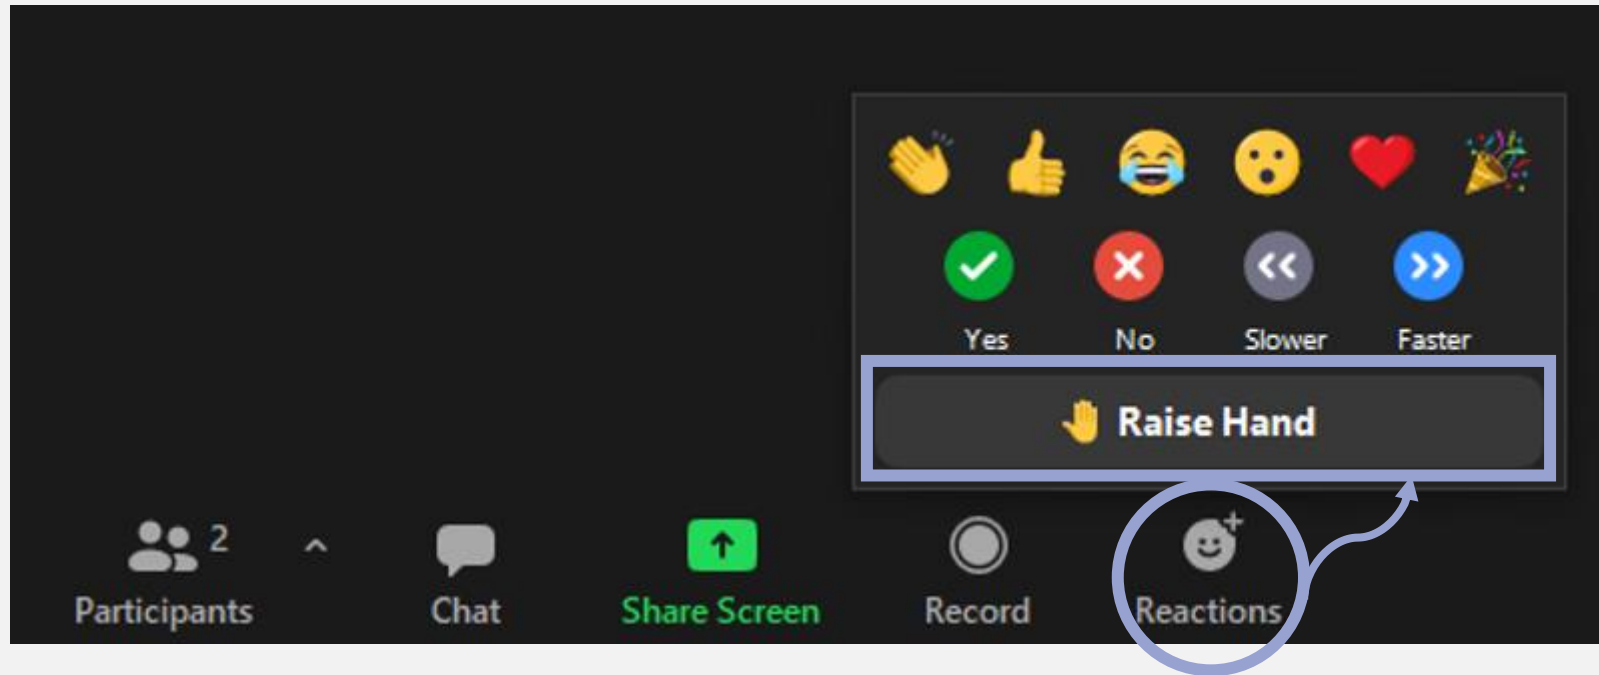 Yes No Slower Faster
Raise Hand
2
Participants Chat Share Screen Record Reactions